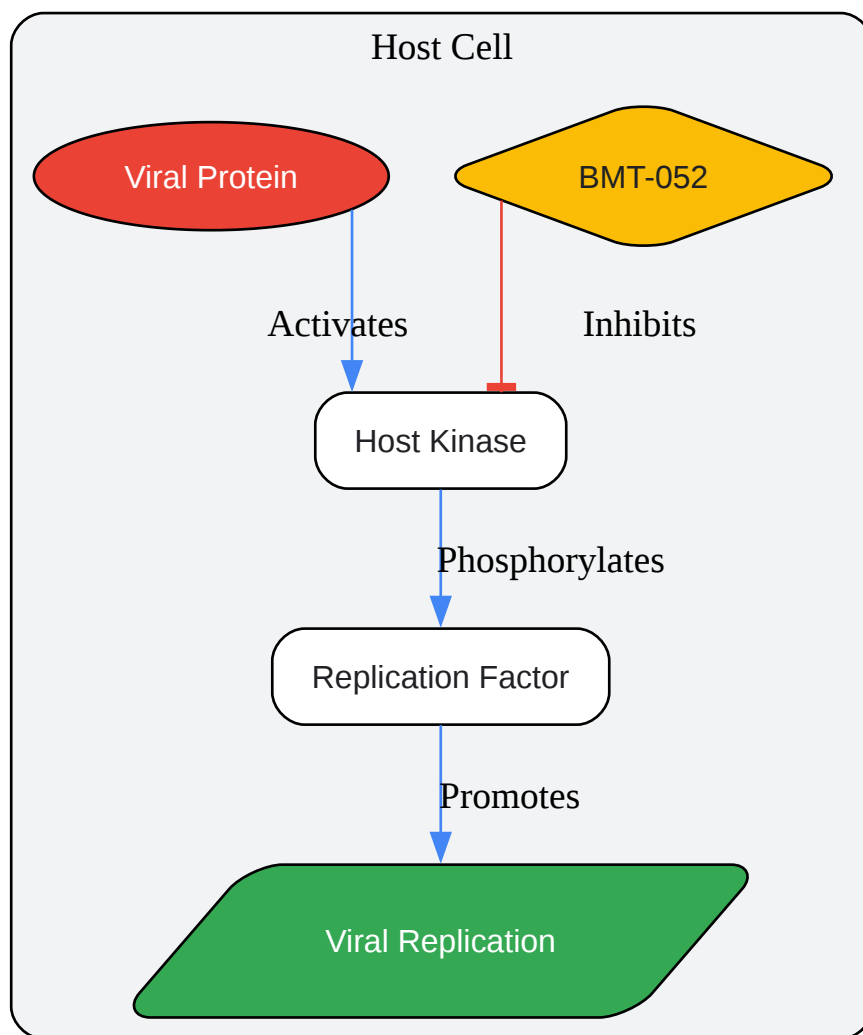 Host Cell
Viral Protein
BMT-052
Activates
Inhibits
Host Kinase
Phosphorylates
Replication Factor
Promotes
Viral Replication